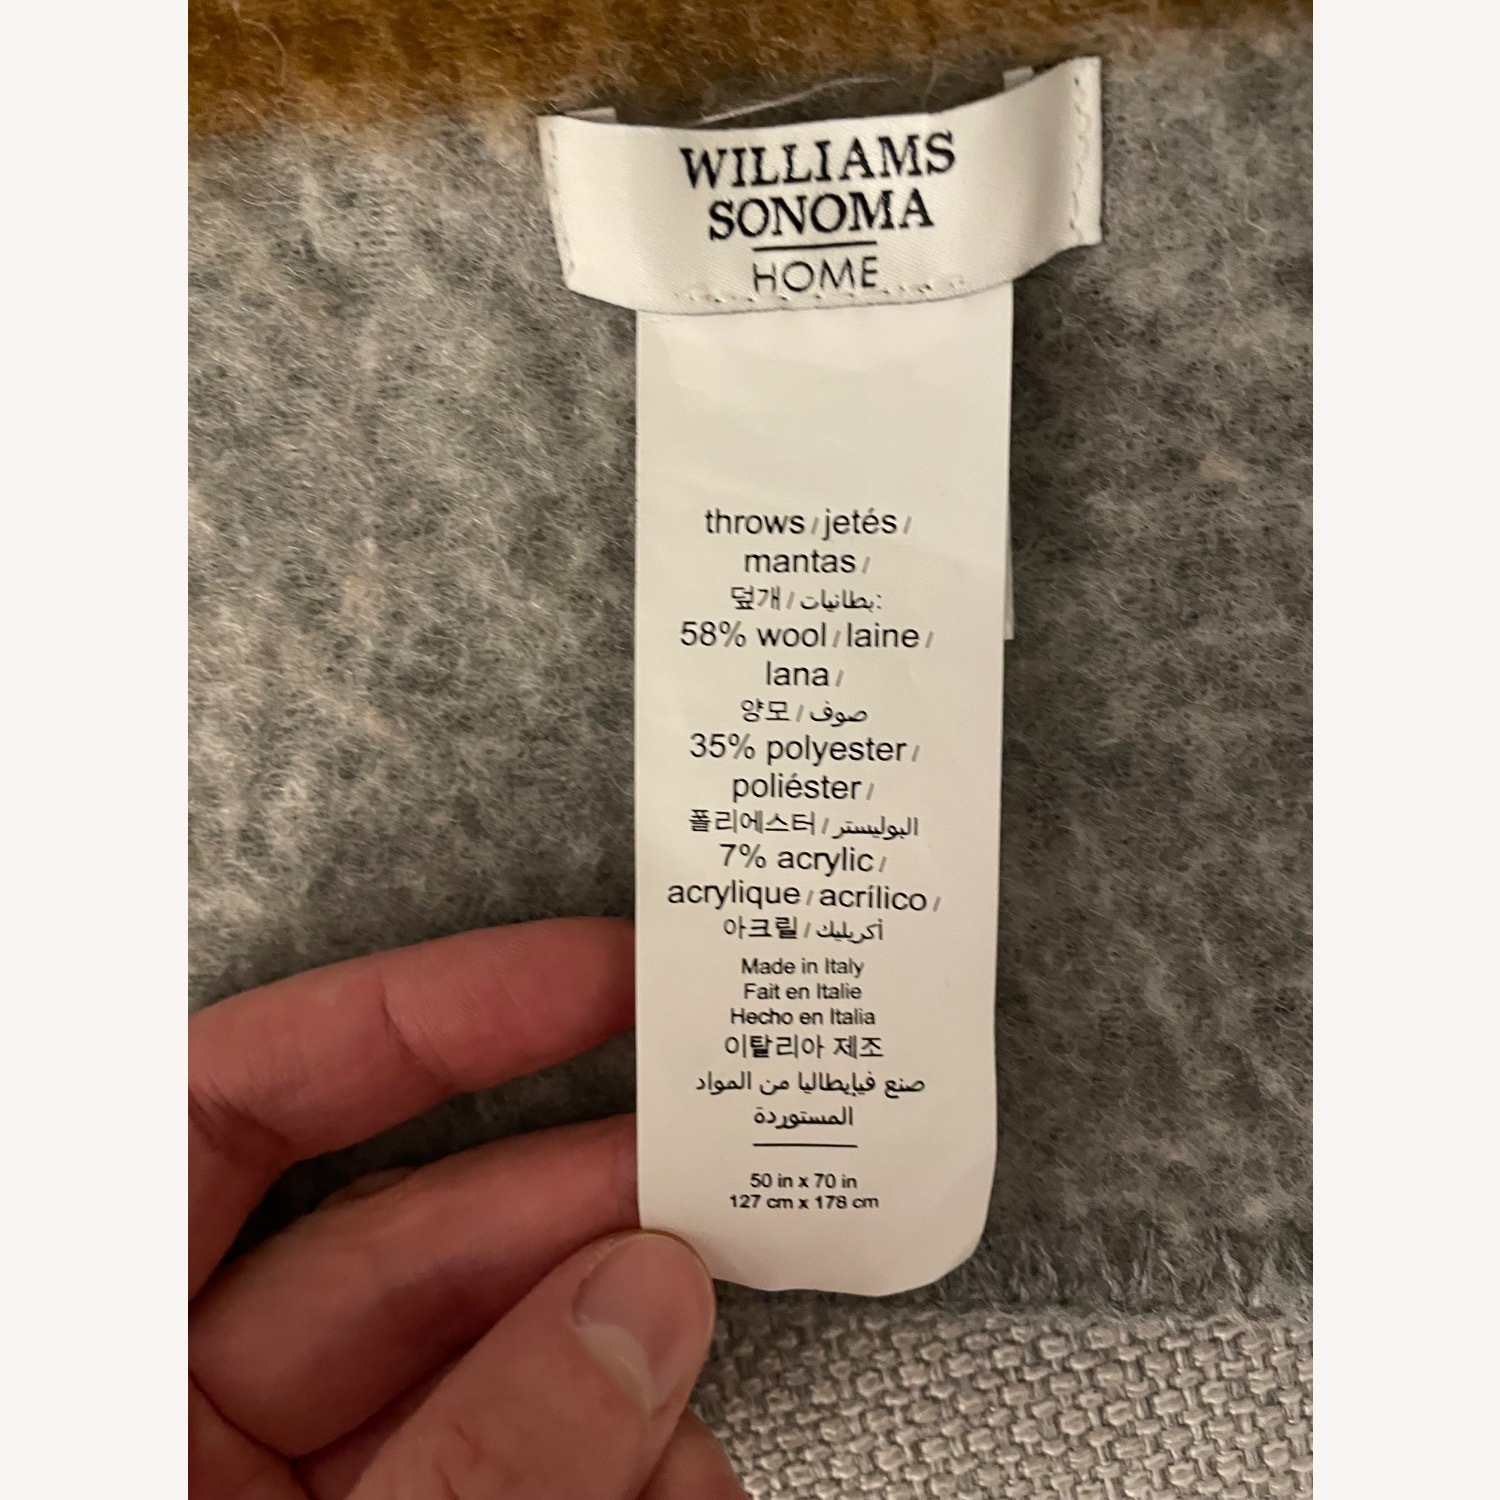 WILLIAMS
SONOMA
HOME
throws / jetés /
mantas /
덮개 / بطانيات:
58% wool / laine /
lana /
양모 / صوف
35% polyester /
poliéster /
폴리에스터 / البوليستر
7% acrylic /
acrylique / acrílico /
아크릴 / أكريليك
Made in Italy
Fait en Italie
Hecho en Italia
이탈리아 제조
صنع فيإيطاليا من المواد
المستوردة
50 in x 70 in
127 cm x 178 cm